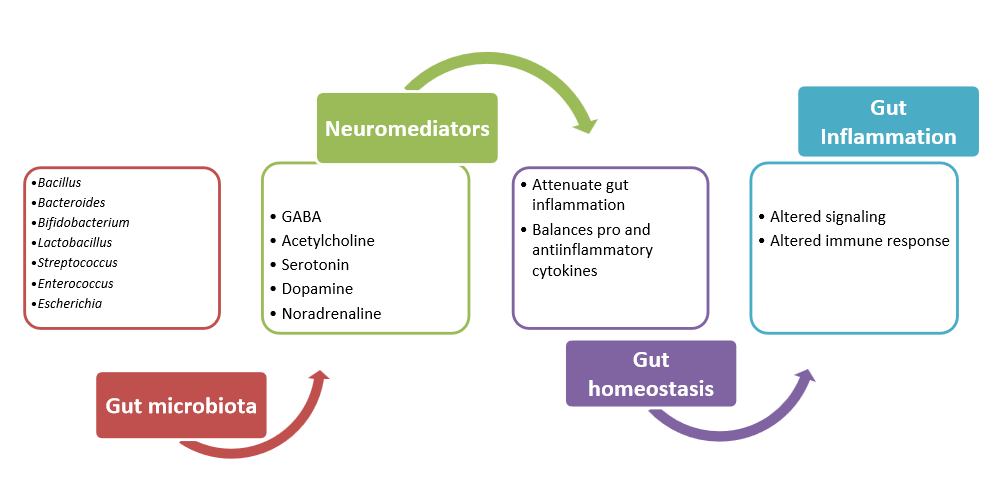 •Bacillus
•Bacteroides
•Bifidobacterium
•Lactobacillus
•Streptococcus
•Enterococcus
•Escherichia
Gut microbiota
Neuromediators
• GABA
• Acetylcholine
• Serotonin
• Dopamine
• Noradrenaline
• Attenuate gut
inflammation
• Balances pro and
antiinflammatory
cytokines
Gut
homeostasis
Gut
Inflammation
• Altered signaling
• Altered immune response